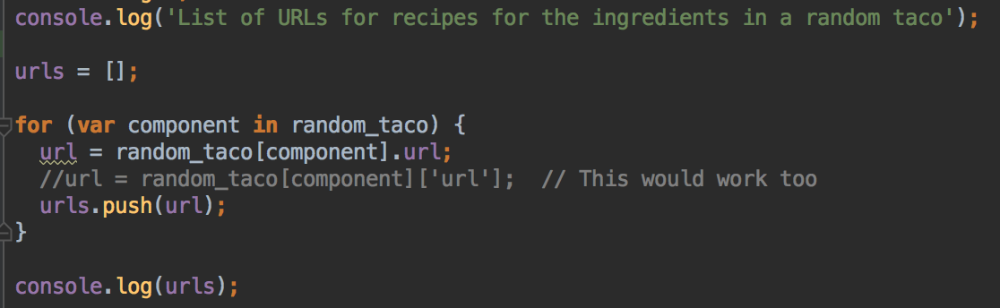 console.log('List of URLs for recipes for the ingredients in a random taco');
urls = [];
for (var component in random_taco) {
url = random_taco[component].url;
//url = random_taco[component]['url'];  // This would work too
urls.push(url);
}
console.log(urls);